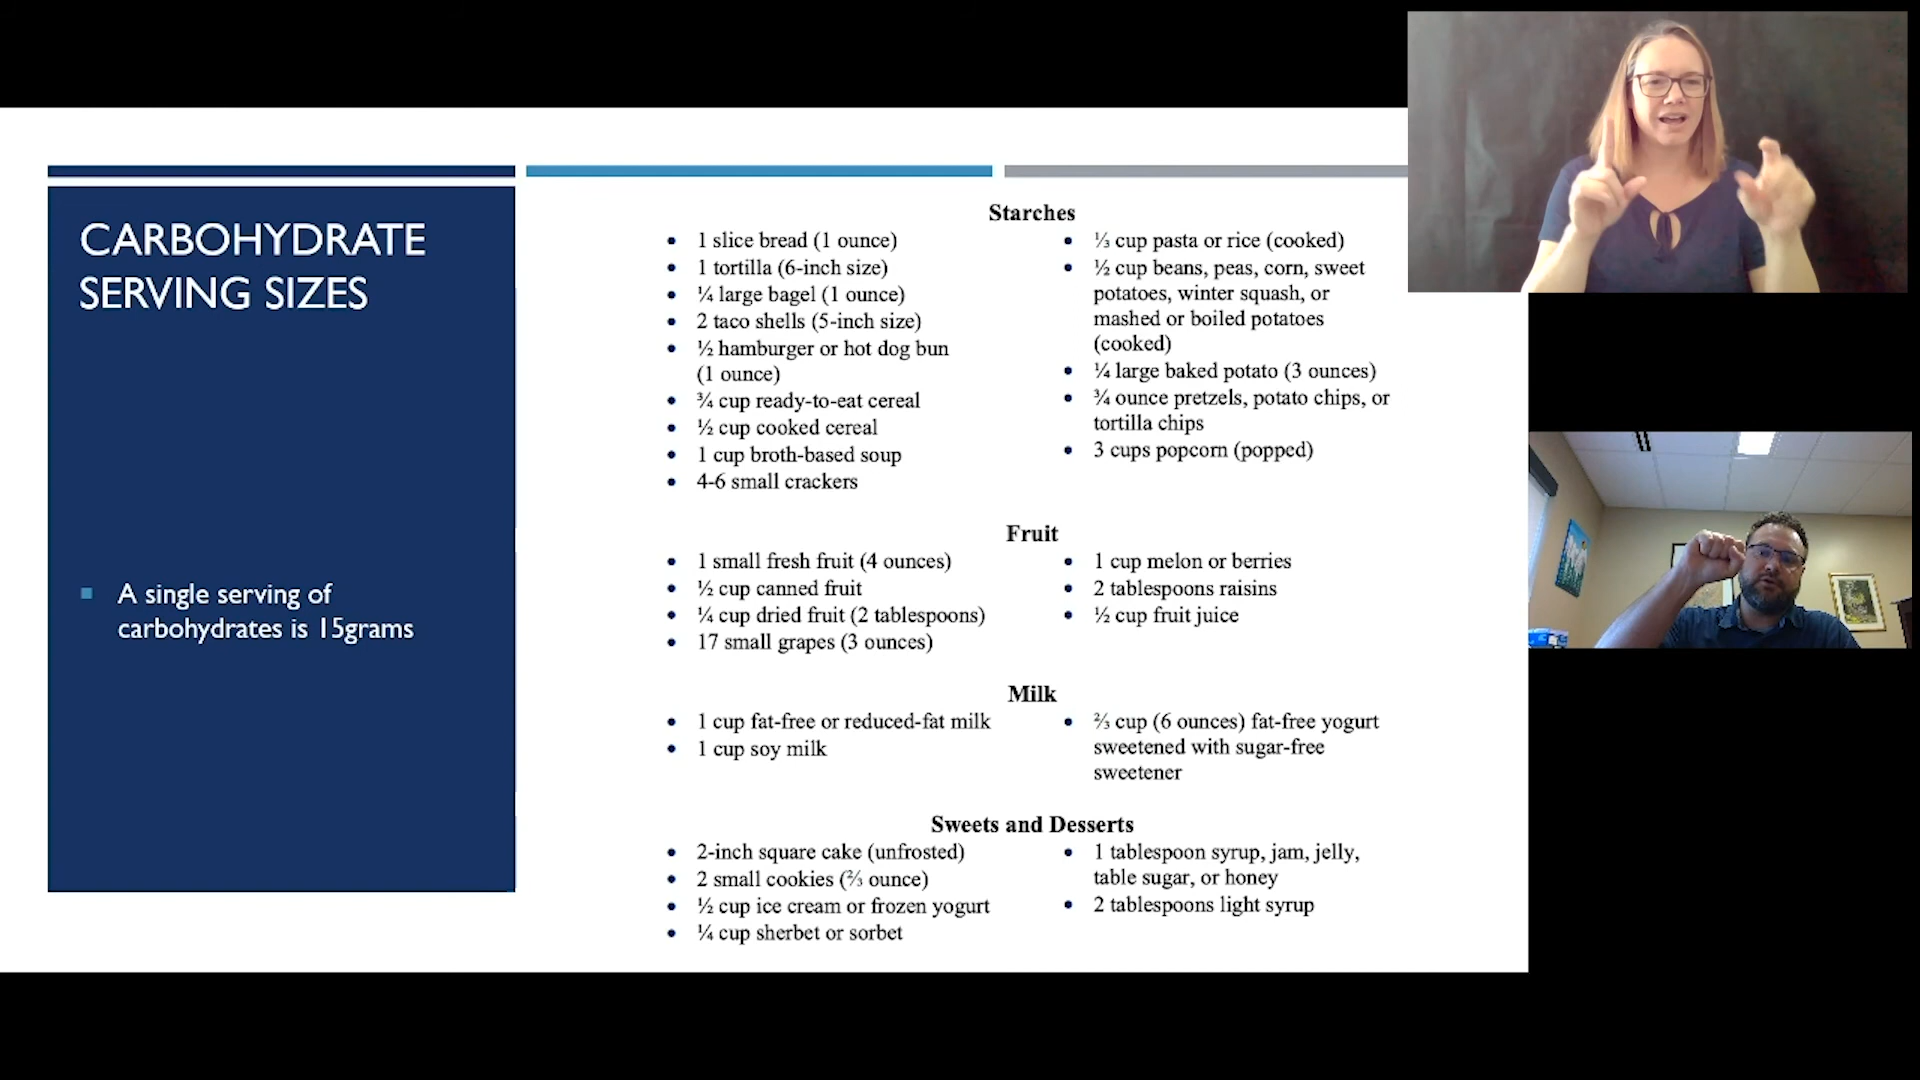 CARBOHYDRATE
SERVING SIZES
A single serving of
carbohydrates is 15grams
Starches
1 slice bread (1 ounce)
1 tortilla (6-inch size)
¼ large bagel (1 ounce)
2 taco shells (5-inch size)
½ hamburger or hot dog bun
(1 ounce)
¾ cup ready-to-eat cereal
½ cup cooked cereal
1 cup broth-based soup
4-6 small crackers
⅓ cup pasta or rice (cooked)
½ cup beans, peas, corn, sweet
potatoes, winter squash, or
mashed or boiled potatoes
(cooked)
¼ large baked potato (3 ounces)
¾ ounce pretzels, potato chips, or
tortilla chips
3 cups popcorn (popped)
Fruit
1 small fresh fruit (4 ounces)
½ cup canned fruit
¼ cup dried fruit (2 tablespoons)
17 small grapes (3 ounces)
1 cup melon or berries
2 tablespoons raisins
½ cup fruit juice
Milk
1 cup fat-free or reduced-fat milk
1 cup soy milk
⅔ cup (6 ounces) fat-free yogurt
sweetened with sugar-free
sweetener
Sweets and Desserts
2-inch square cake (unfrosted)
2 small cookies (⅔ ounce)
½ cup ice cream or frozen yogurt
¼ cup sherbet or sorbet
1 tablespoon syrup, jam, jelly,
table sugar, or honey
2 tablespoons light syrup